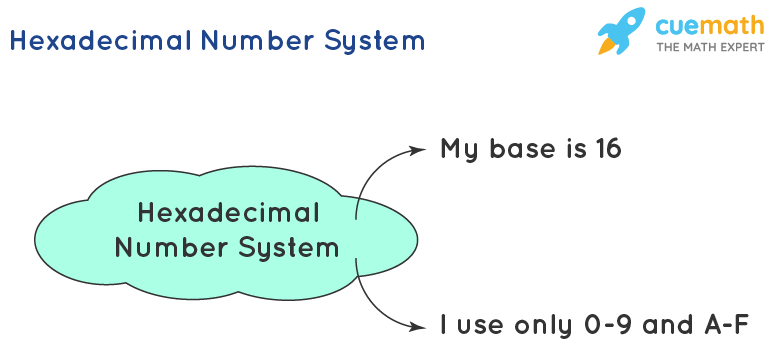 Hexadecimal Number System
cuemath
THE MATH EXPERT
My base is 16
Hexadecimal
Number System
I use only 0-9 and A-F